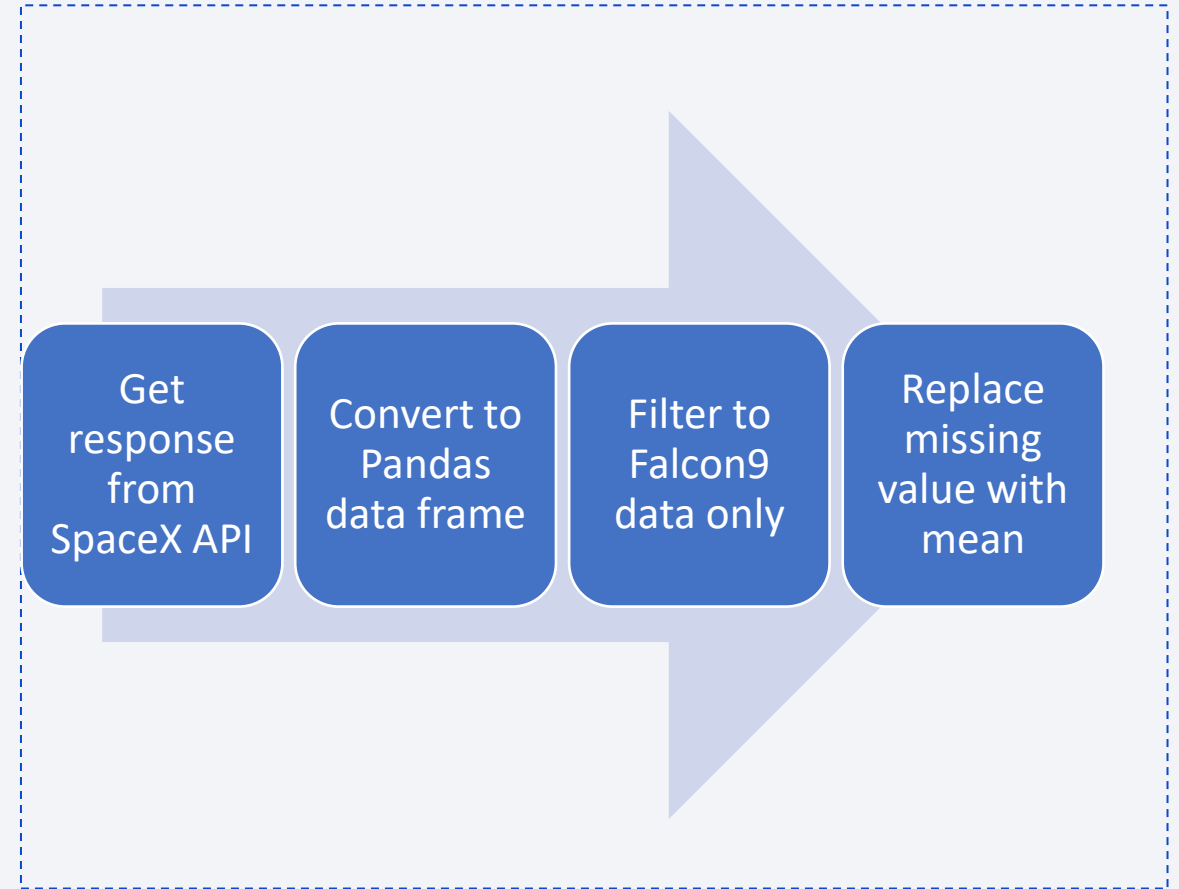 Get
response
from
SpaceX API
Convert to
Pandas
data frame
Filter to
Falcon9
data only
Replace
missing
value with
mean